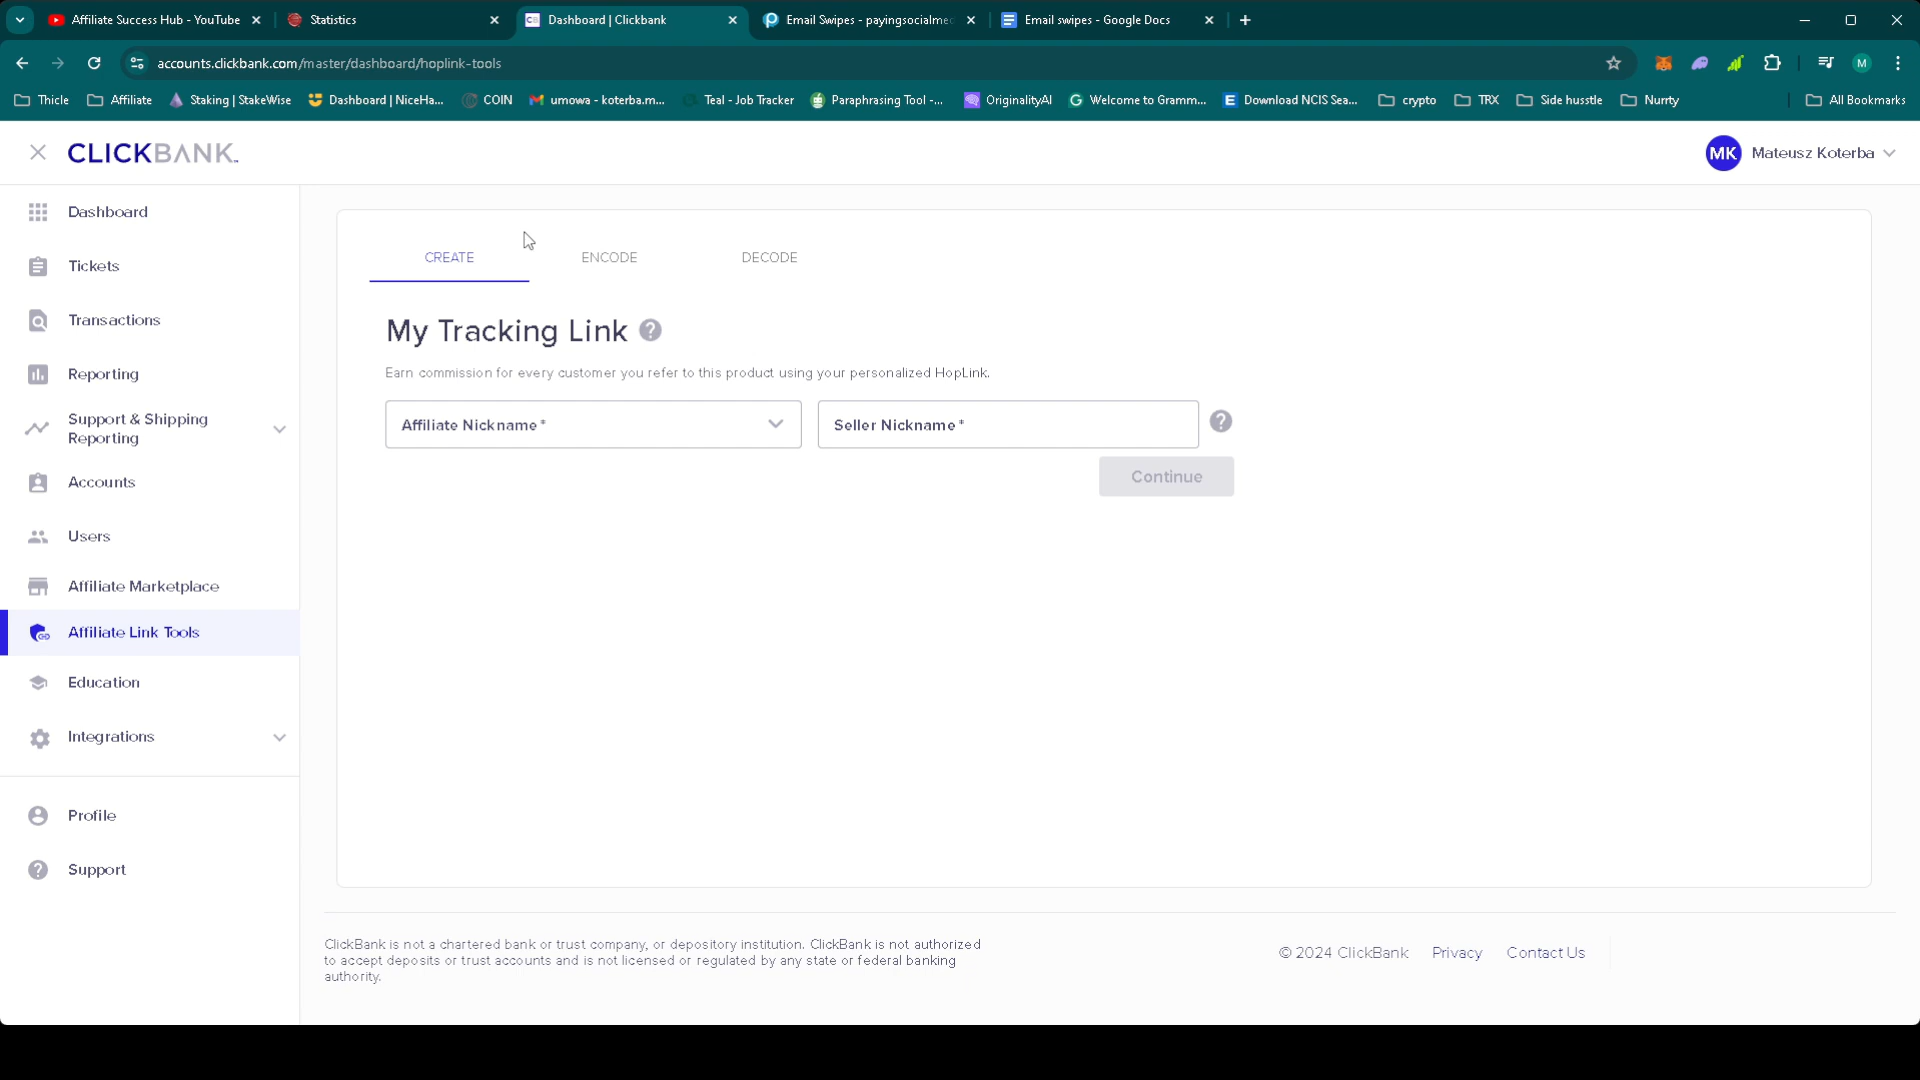 Affiliate Success Hub - YouTube
Statistics
Dashboard | Clickbank
Email Swipes - payingsocialmed
Email swipes - Google Docs
accounts.clickbank.com/master/dashboard/hoplink-tools
M
Thicle
Affiliate
Staking | StakeWise
Dashboard | NiceHa...
COIN
umowa - koterba.m...
Teal - Job Tracker
Paraphrasing Tool -...
OriginalityAI
Welcome to Gramm...
Download NCIS Sea...
crypto
TRX
Side husstle
Nurrty
All Bookmarks
CLICKBANK™
MK Mateusz Koterba
Dashboard
Tickets
Transactions
Reporting
Support & Shipping
Reporting
Accounts
Users
Affiliate Marketplace
Affiliate Link Tools
Education
Integrations
Profile
Support
CREATE
ENCODE
DECODE
My Tracking Link
Earn commission for every customer you refer to this product using your personalized HopLink.
Affiliate Nickname *
Seller Nickname *
Continue
ClickBank is not a chartered bank or trust company, or depository institution. ClickBank is not authorized
to accept deposits or trust accounts and is not licensed or regulated by any state or federal banking
authority.
© 2024 ClickBank
Privacy
Contact Us